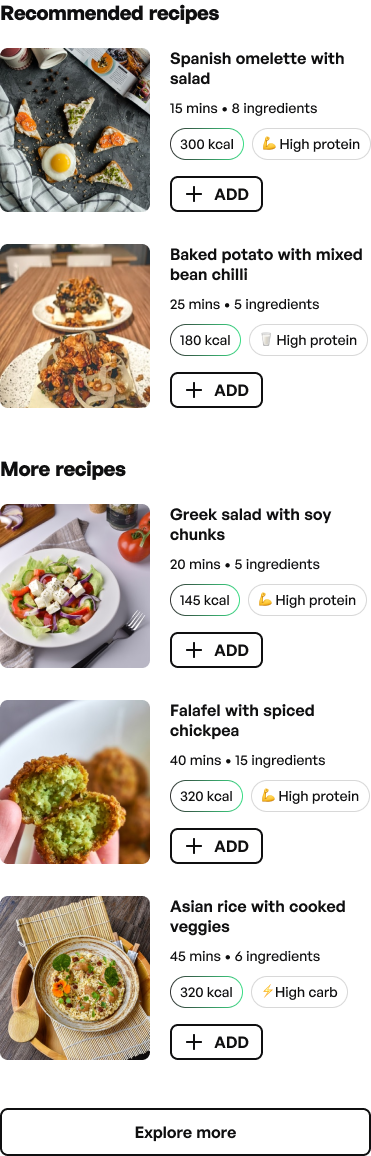 Recommended recipes
Spanish omelette with
salad
15 mins • 8 ingredients
300 kcal 💪 High protein
+ ADD
Baked potato with mixed
bean chilli
25 mins • 5 ingredients
180 kcal 🥛 High protein
+ ADD
More recipes
Greek salad with soy
chunks
20 mins • 5 ingredients
145 kcal 💪 High protein
+ ADD
Falafel with spiced
chickpea
40 mins • 15 ingredients
320 kcal 💪 High protein
+ ADD
Asian rice with cooked
veggies
45 mins • 6 ingredients
320 kcal ⚡High carb
+ ADD
Explore more